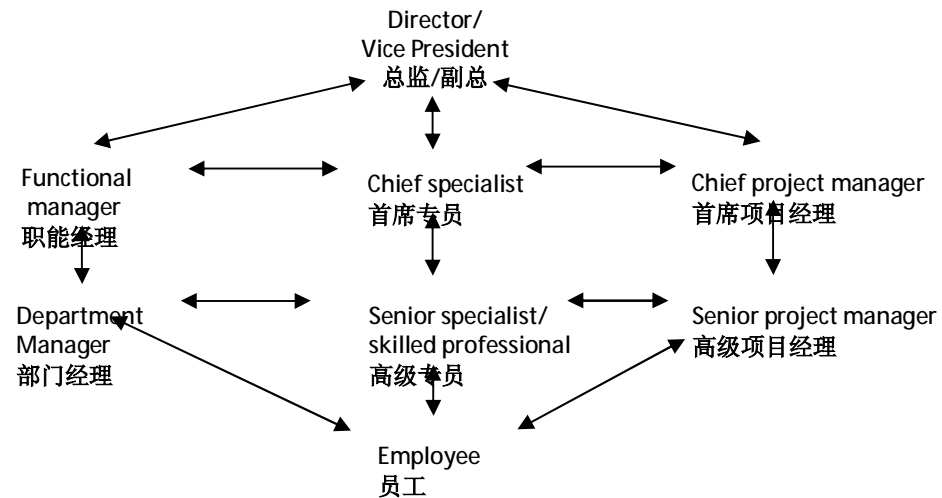 Director/
Vice President
总监/副总
Functional
manager
职能经理
Chief specialist
首席专员
Chief project manager
首席项目经理
Department
Manager
部门经理
Senior specialist/
skilled professional
高级专员
Senior project manager
高级项目经理
Employee
员工